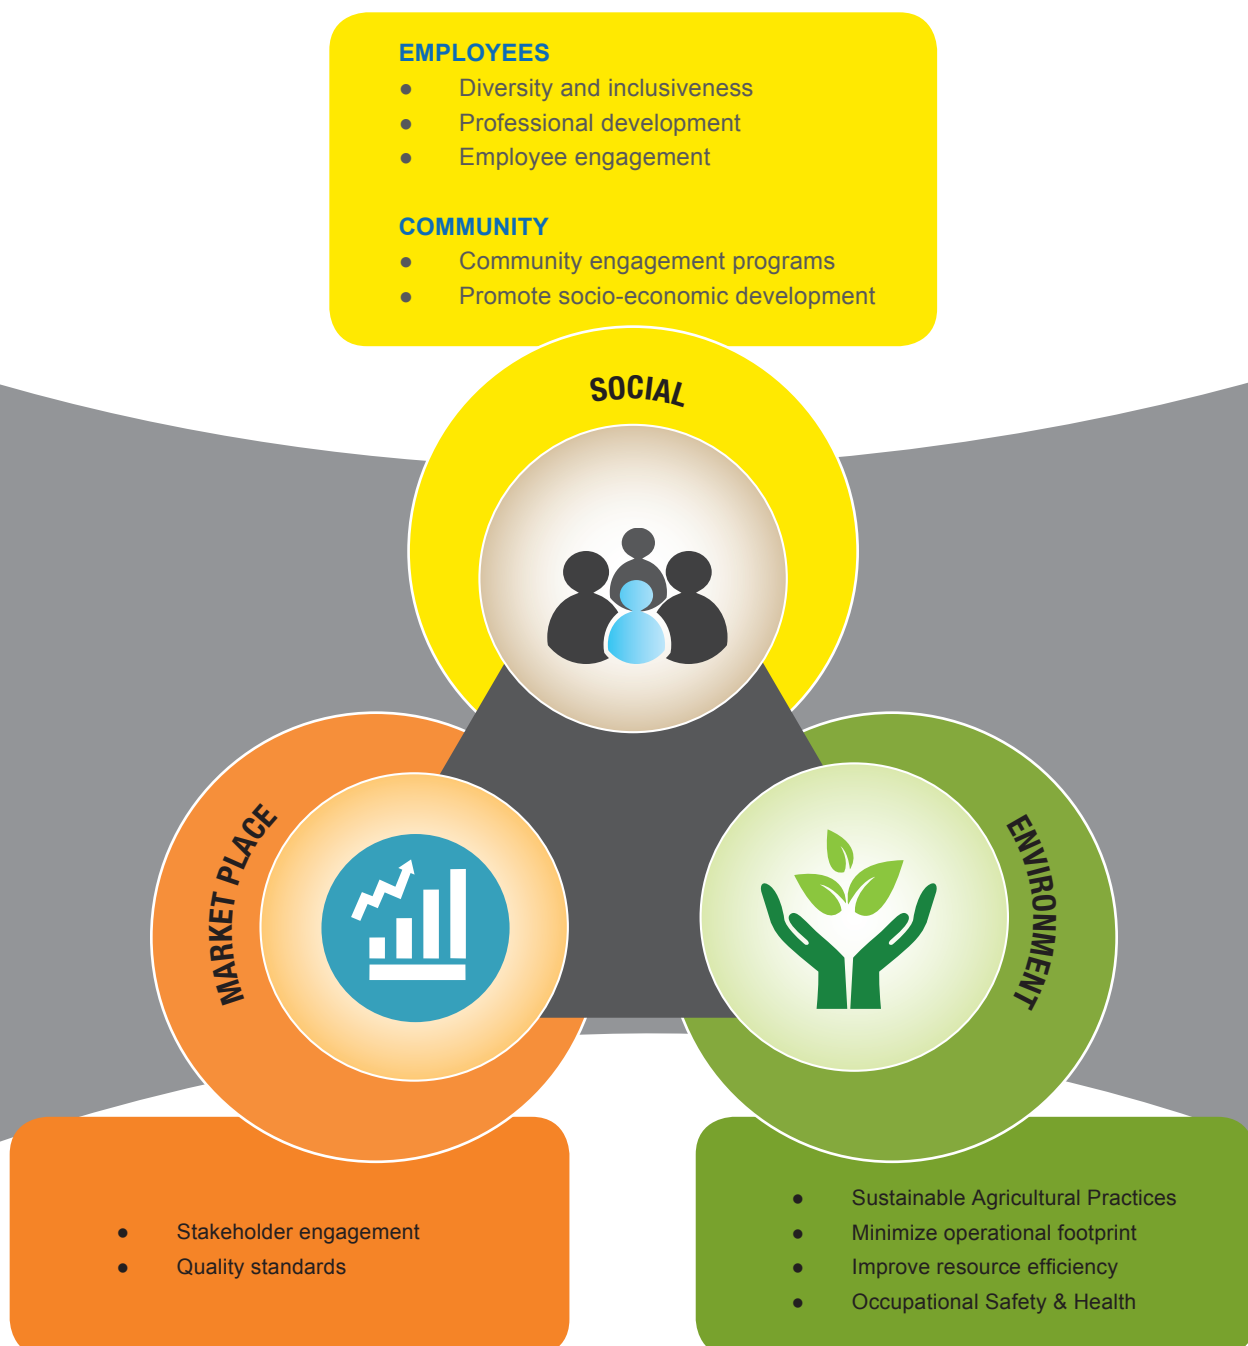 EMPLOYEES
● Diversity and inclusiveness
● Professional development
● Employee engagement
COMMUNITY
● Community engagement programs
● Promote socio-economic development
SOCIAL
MARKET PLACE
ENVIRONMENT
● Stakeholder engagement
● Quality standards
● Sustainable Agricultural Practices
● Minimize operational footprint
● Improve resource efficiency
● Occupational Safety & Health